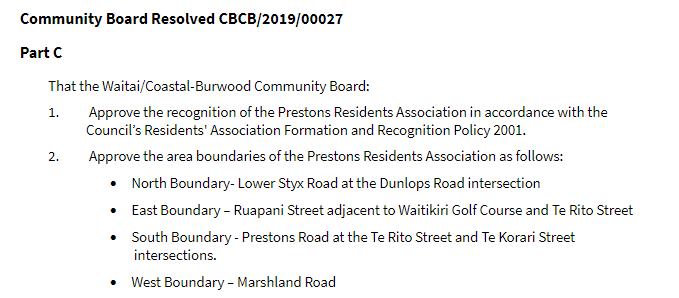 Community Board Resolved CBCB/2019/00027
Part C
That the Waitai/Coastal-Burwood Community Board:
1. Approve the recognition of the Prestons Residents Association in accordance with the
Council's Residents' Association Formation and Recognition Policy 2001.
2. Approve the area boundaries of the Prestons Residents Association as follows:
• North Boundary- Lower Styx Road at the Dunlops Road intersection
• East Boundary – Ruapani Street adjacent to Waitikiri Golf Course and Te Rito Street
• South Boundary - Prestons Road at the Te Rito Street and Te Korari Street
intersections.
• West Boundary – Marshland Road